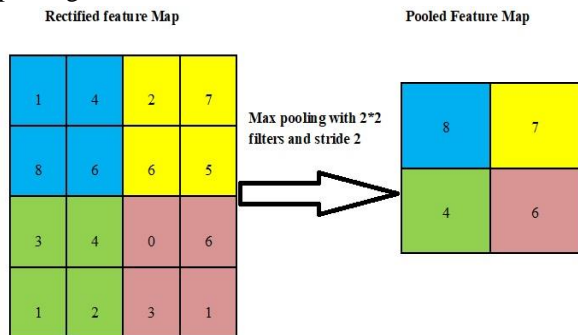 Rectified feature Map
Pooled Feature Map
1 4 2 7
8 6 6 5
3 4 0 6
1 2 3 1
Max pooling with 2*2
filters and stride 2
8 7
4 6